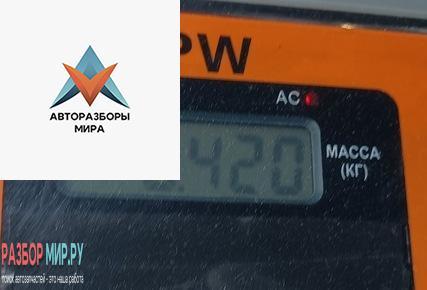 PW
AC
АВТОРАЗБОРЫ
МИРА
.420
МАССА
(КГ)
РАЗБОР МИР.РУ
поиск автозапчастей - это наша работа